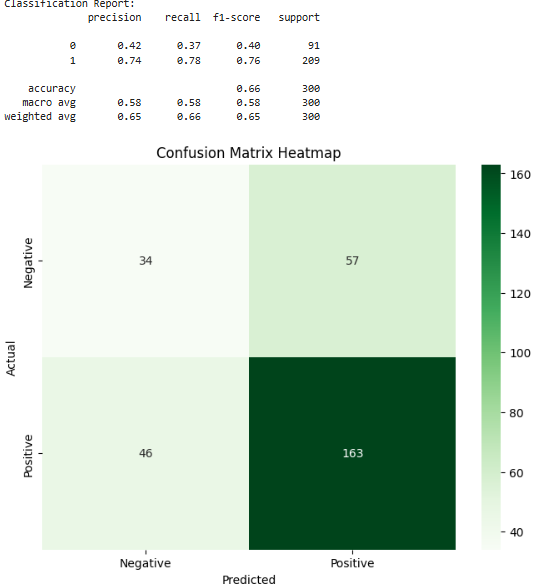 Classification Report:
precision recall f1-score support
0 0.42 0.37 0.40 91
1 0.74 0.78 0.76 209
accuracy 0.66 300
macro avg 0.58 0.58 0.58 300
weighted avg 0.65 0.66 0.65 300
Confusion Matrix Heatmap
160
140
120
100
80
60
40
Actual
Negative
34 57
Positive
46 163
Negative Positive
Predicted